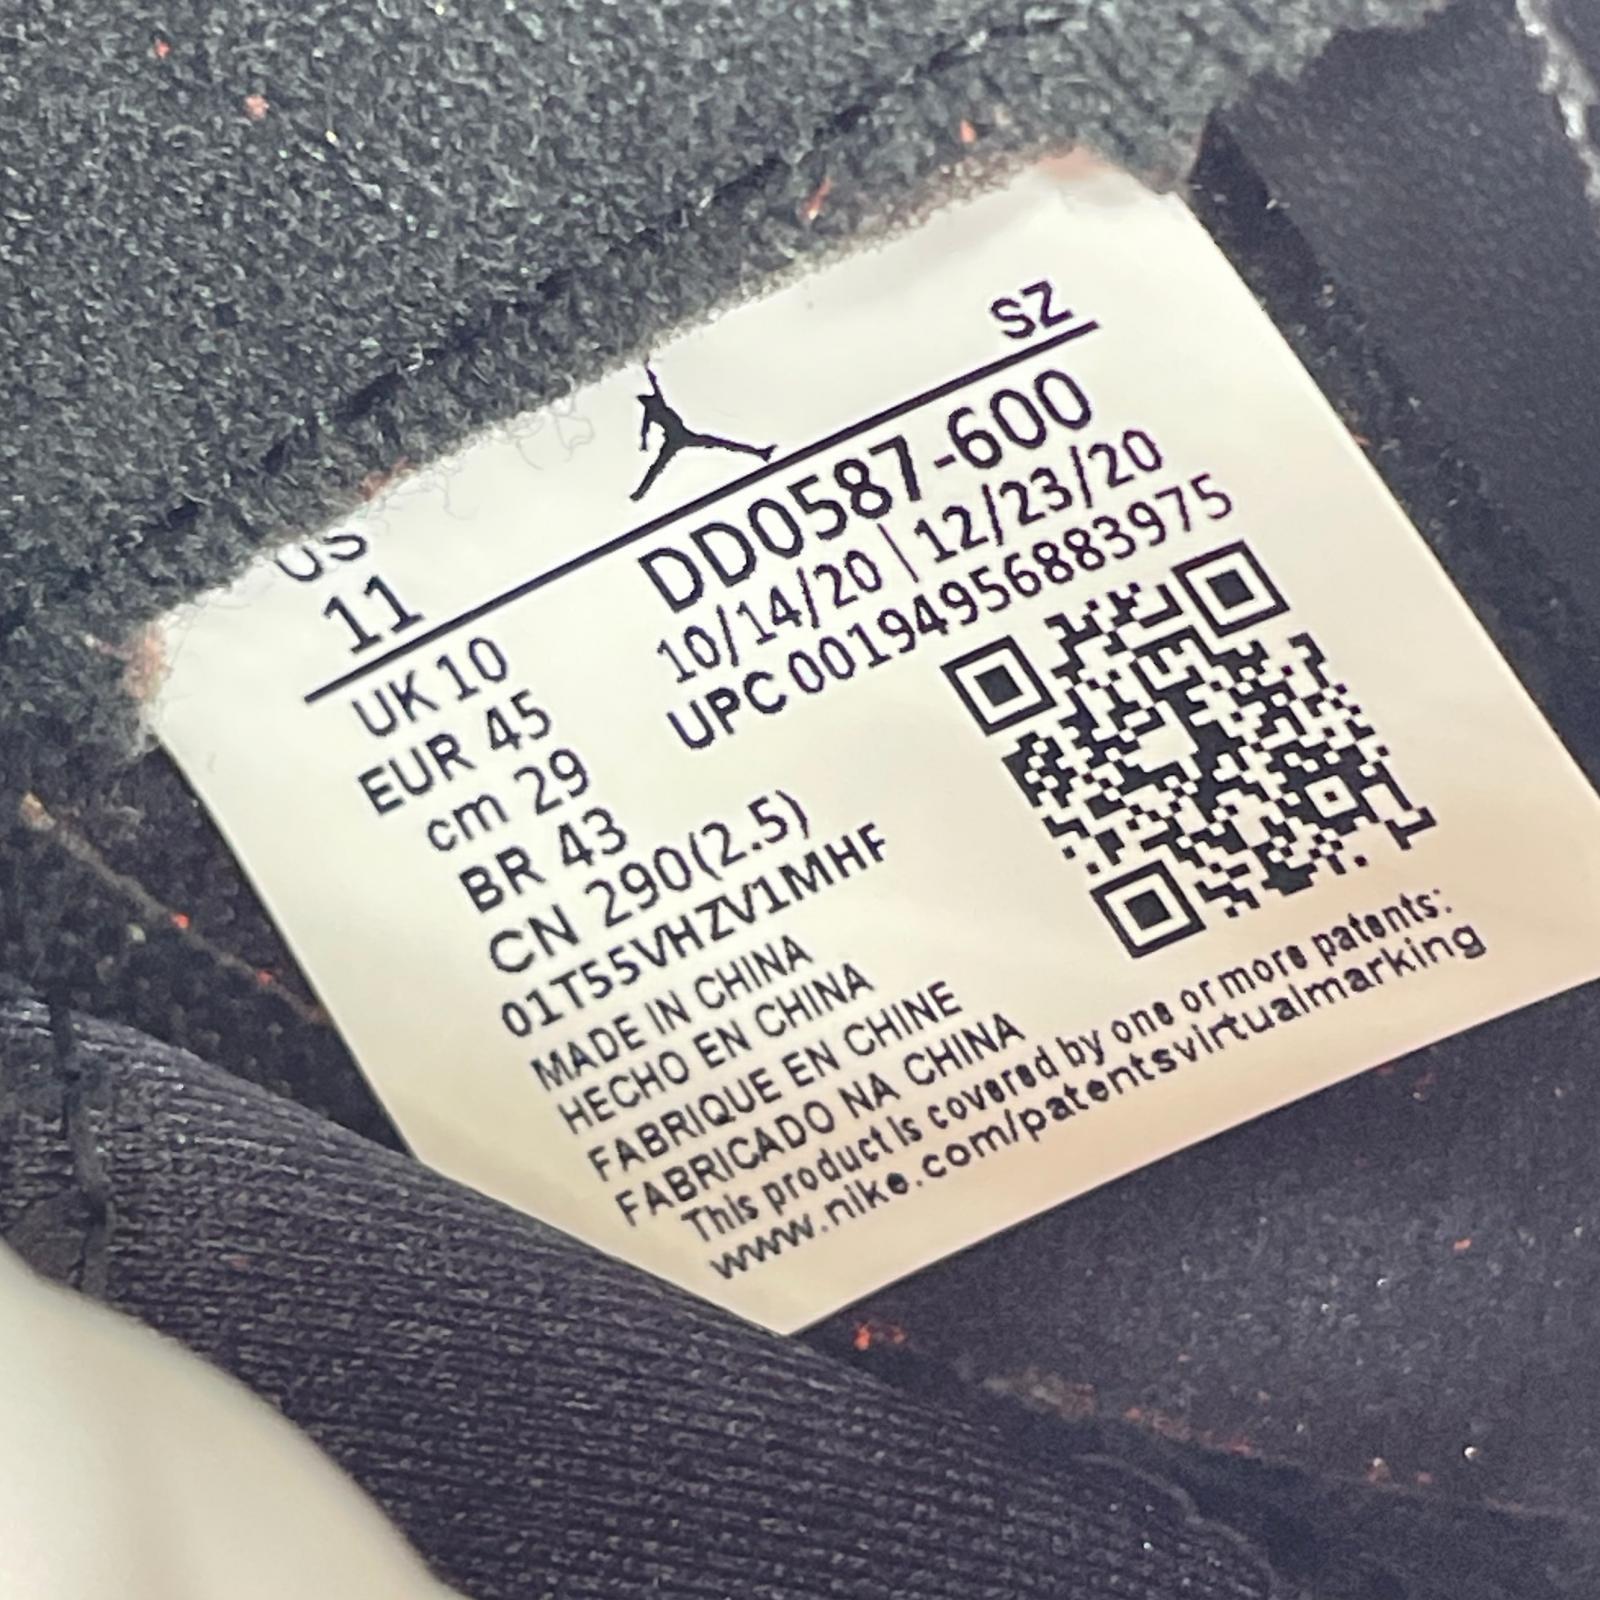 US SZ
11
DD0587-600
10/14/20 | 12/23/20
UPC 00194956883975
UK 10
EUR 45
cm 29
BR 43
CN 290(2.5)
01T55VHZV1MHF
MADE IN CHINA
HECHO EN CHINA
FABRIQUE EN CHINE
FABRICADO NA CHINA
This product is covered by one or more patents:
www.nike.com/patentsvirtualmarking